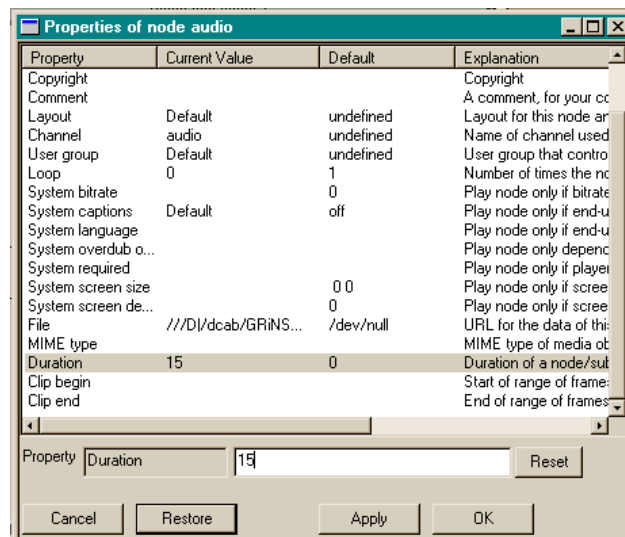 Properties of node audio
Property Current Value Default Explanation
Copyright Copyright
Comment A comment, for your cc
Layout Default undefined Layout for this node ar
Channel audio undefined Name of channel used
User group Default undefined User group that contro
Loop 0 1 Number of times the no
System bitrate 0 Play node only if bitrate
System captions Default off Play node only if end-u
System language Play node only if end-u
System overdub o... Play node only depend
System required Play node only if player
System screen size 0 0 Play node only if scree
System screen de... 0 Play node only if scree
File ///D|/dcab/GRiNS... /dev/null URL for the data of this
MIME type MIME type of media ob
Duration 15 0 Duration of a node/sub
Clip begin Start of range of frames
Clip end End of range of frames
Property Duration 15 Reset
Cancel Restore Apply OK